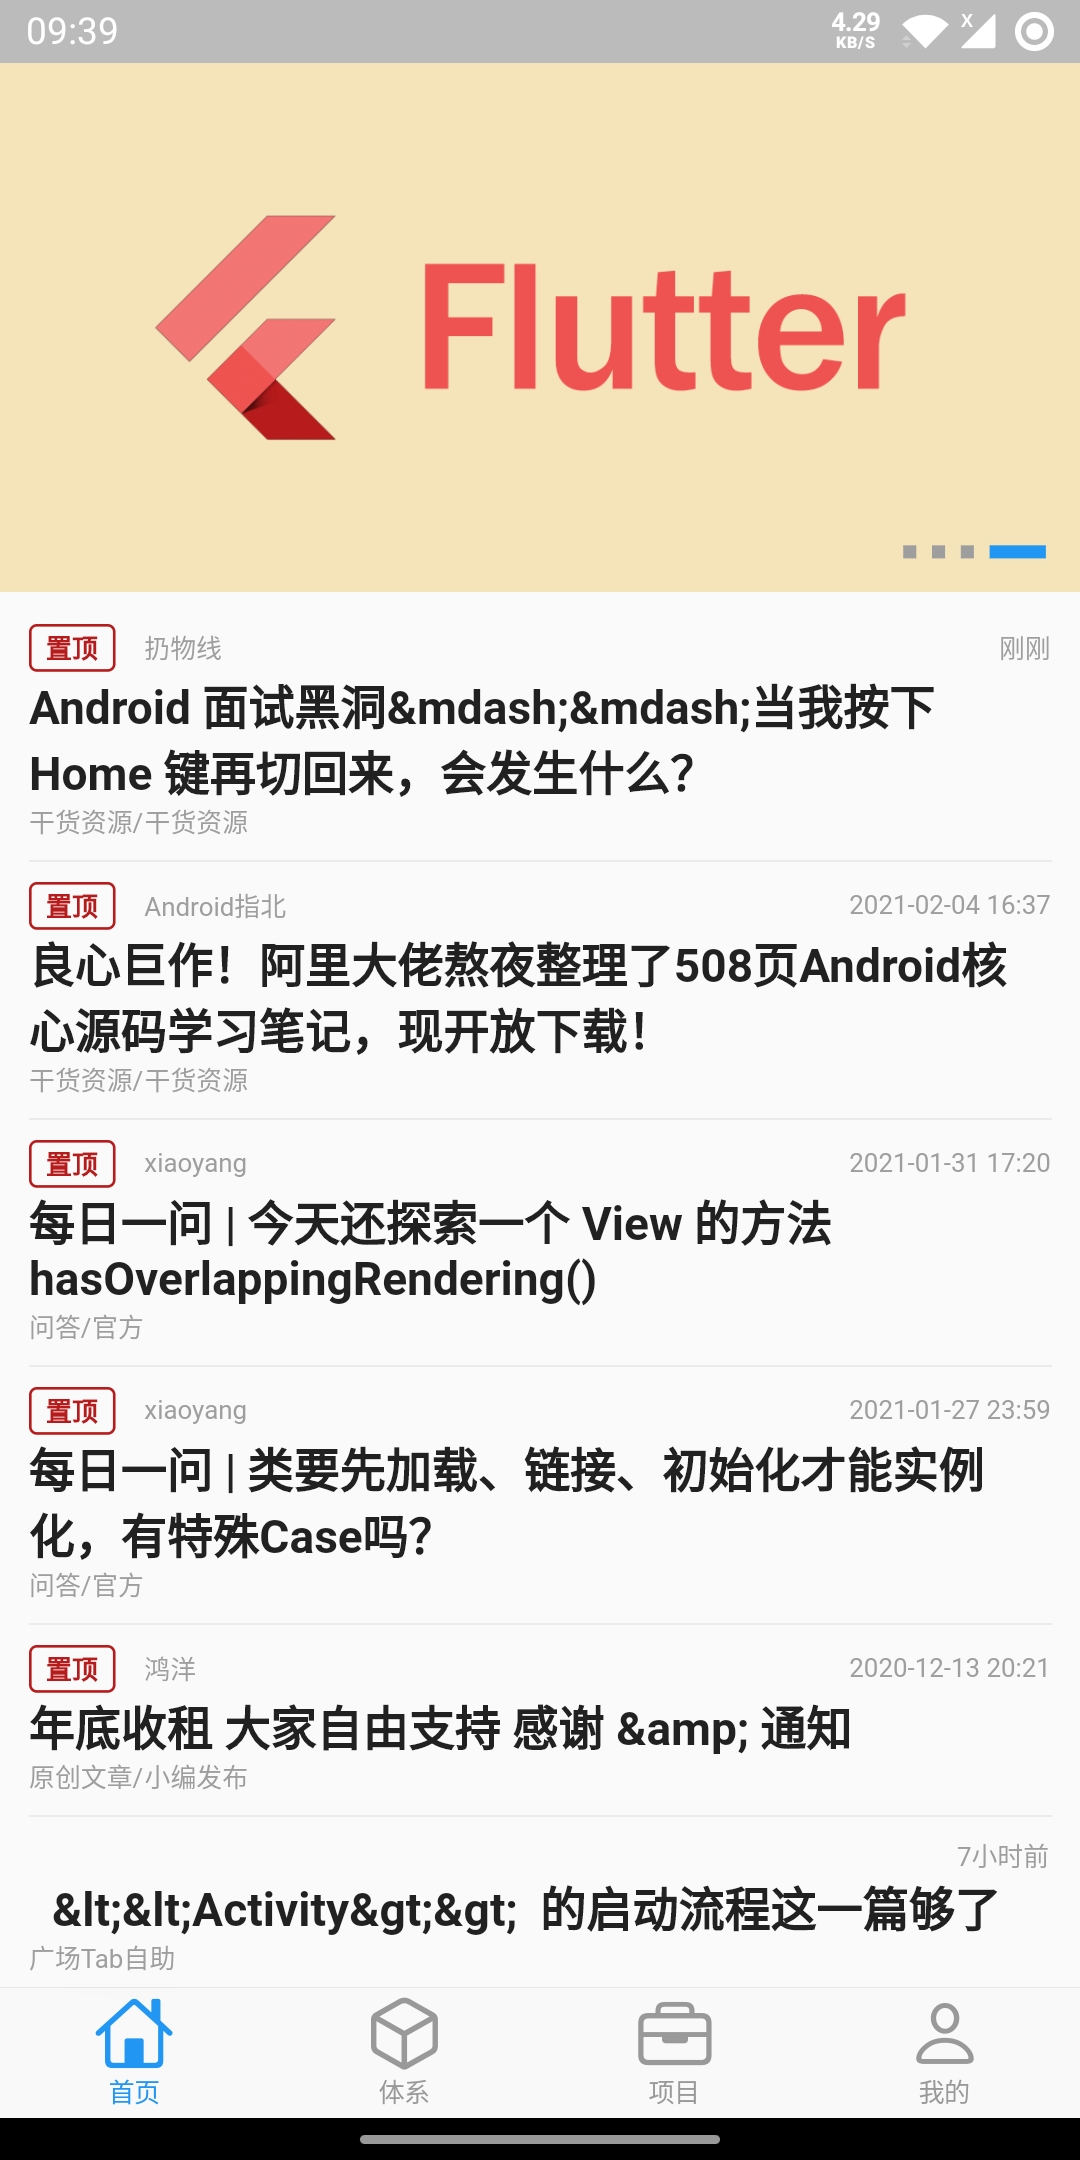 09:39
4.29
KB/S
X
Flutter
置顶 扔物线 刚刚
Android 面试黑洞&mdash;&mdash;当我按下
Home 键再切回来，会发生什么？
干货资源/干货资源
置顶 Android指北 2021-02-04 16:37
良心巨作！阿里大佬熬夜整理了508页Android核
心源码学习笔记，现开放下载！
干货资源/干货资源
置顶 xiaoyang 2021-01-31 17:20
每日一问 | 今天还探索一个 View 的方法
hasOverlappingRendering()
问答/官方
置顶 xiaoyang 2021-01-27 23:59
每日一问 | 类要先加载、链接、初始化才能实例
化，有特殊Case吗？
问答/官方
置顶 鸿洋 2020-12-13 20:21
年底收租 大家自由支持 感谢 &amp; 通知
原创文章/小编发布
7小时前
&lt;&lt;Activity&gt;&gt; 的启动流程这一篇够了
广场Tab自助
首页 体系 项目 我的